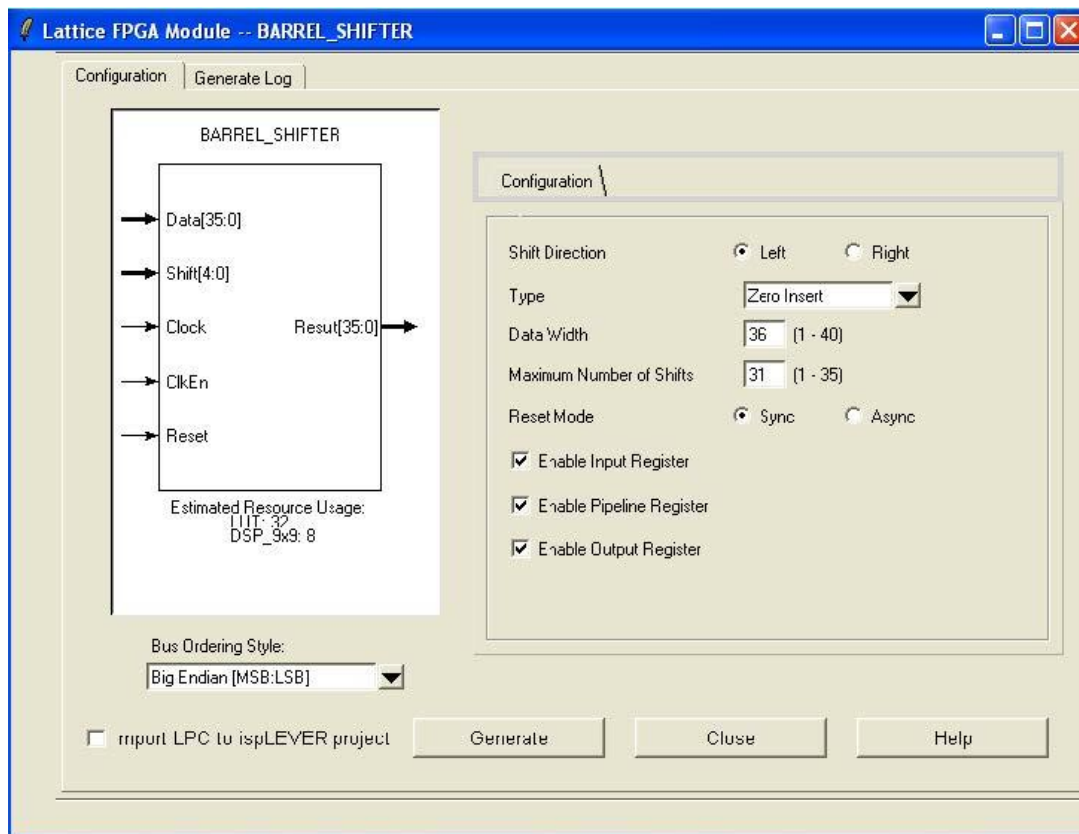 Lattice FPGA Module -- BARREL_SHIFTER
Configuration
Generate Log
BARREL_SHIFTER
Data[35:0]
Shift[4:0]
Clock
Resut[35:0]
ClkEn
Reset
Estimated Resource Usage:
LUT: 32
DSP_9x9: 8
Bus Ordering Style:
Big Endian [MSB:LSB]
Configuration
Shift Direction
Left
Right
Type
Zero Insert
Data Width
36 (1 - 40)
Maximum Number of Shifts
31 (1 - 35)
Reset Mode
Sync
Async
Enable Input Register
Enable Pipeline Register
Enable Output Register
Import LPC to ispLEVER project
Generate
Close
Help